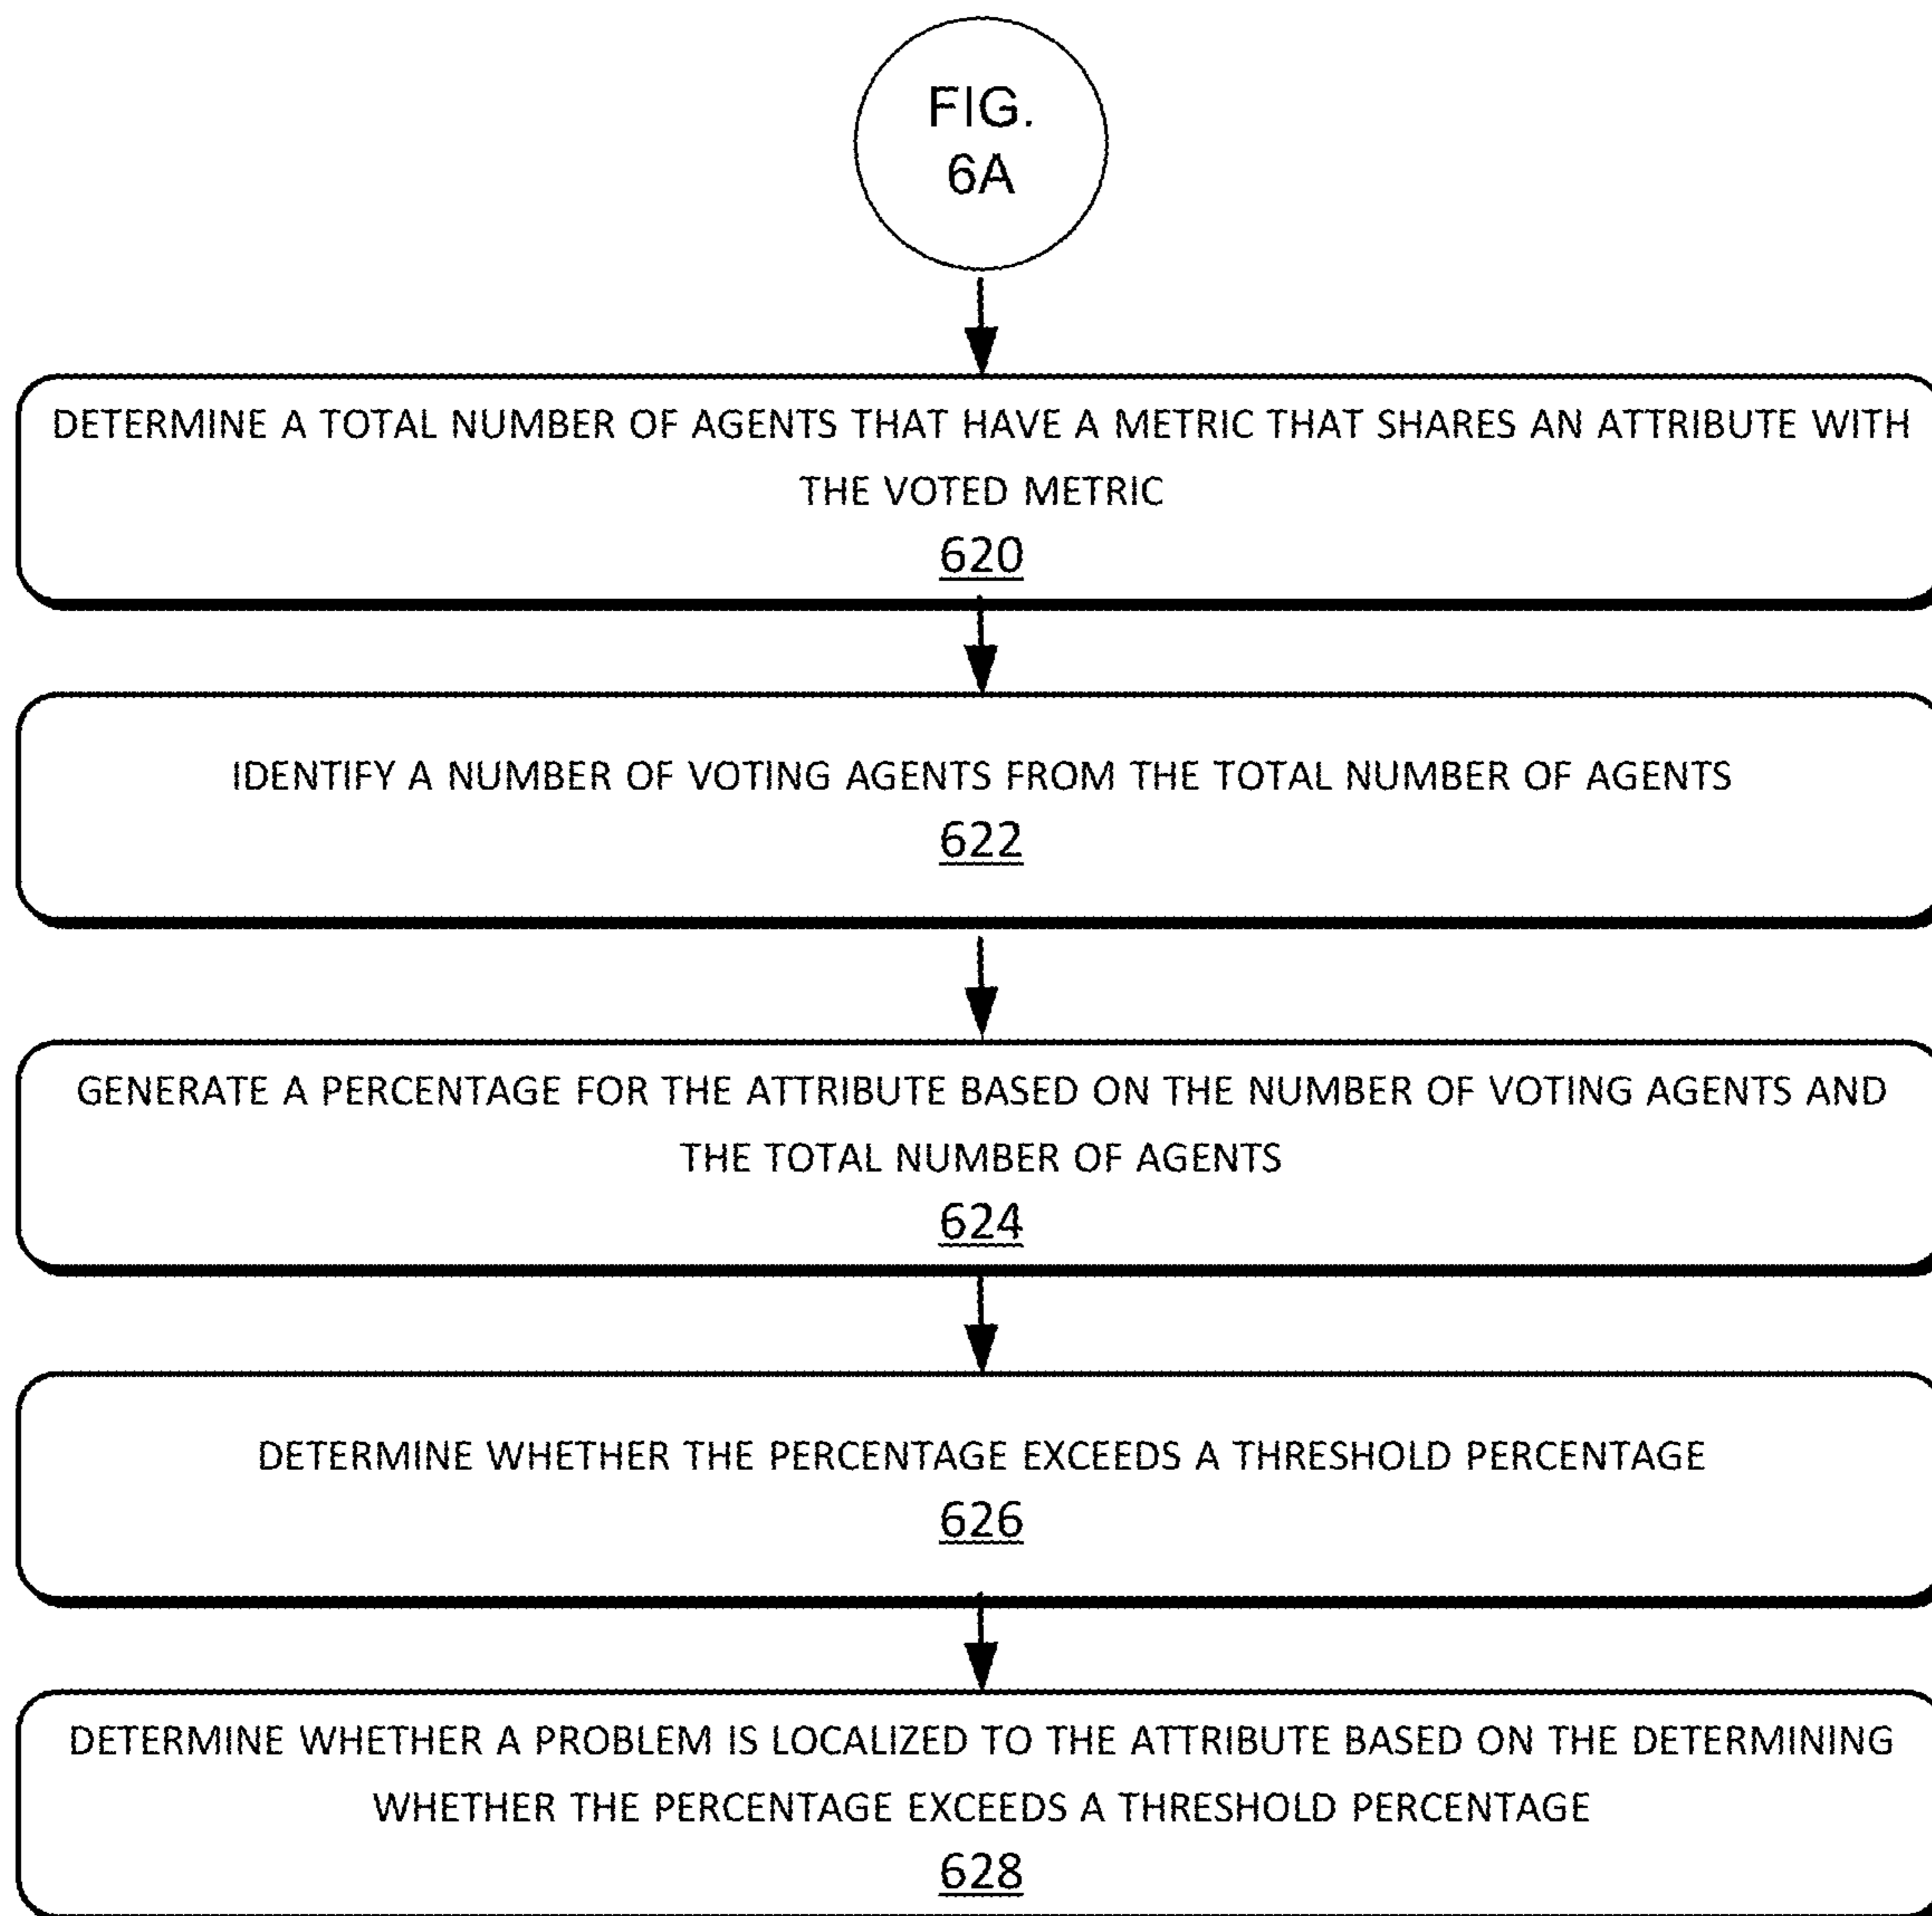 FIG.
6A
DETERMINE A TOTAL NUMBER OF AGENTS THAT HAVE A METRIC THAT SHARES AN ATTRIBUTE WITH
THE VOTED METRIC
620
IDENTIFY A NUMBER OF VOTING AGENTS FROM THE TOTAL NUMBER OF AGENTS
622
GENERATE A PERCENTAGE FOR THE ATTRIBUTE BASED ON THE NUMBER OF VOTING AGENTS AND
THE TOTAL NUMBER OF AGENTS
624
DETERMINE WHETHER THE PERCENTAGE EXCEEDS A THRESHOLD PERCENTAGE
626
DETERMINE WHETHER A PROBLEM IS LOCALIZED TO THE ATTRIBUTE BASED ON THE DETERMINING
WHETHER THE PERCENTAGE EXCEEDS A THRESHOLD PERCENTAGE
628